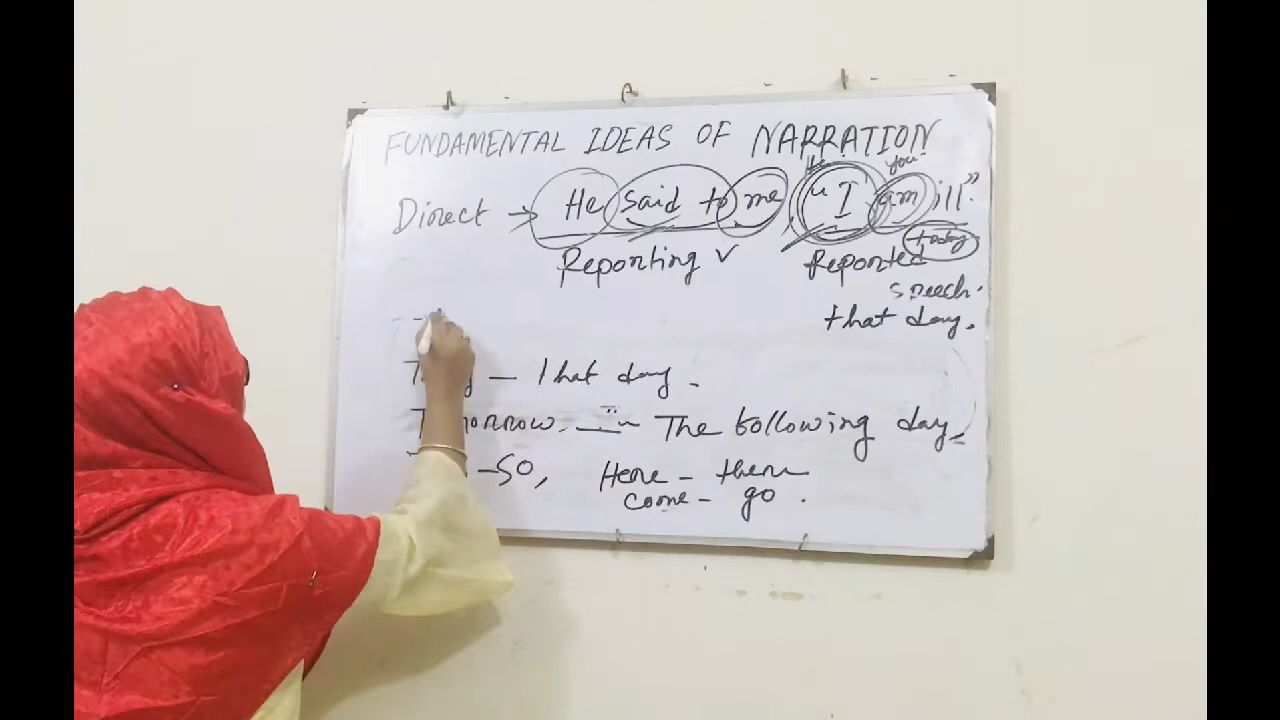 FUNDAMENTAL IDEAS OF NARRATION
He you
Direct → He said to me, "I am ill".
today
Reporting v Reported
speech.
that day.
— That day.
Tomorrow. — The following day.
— SO, Here — there
come — go.